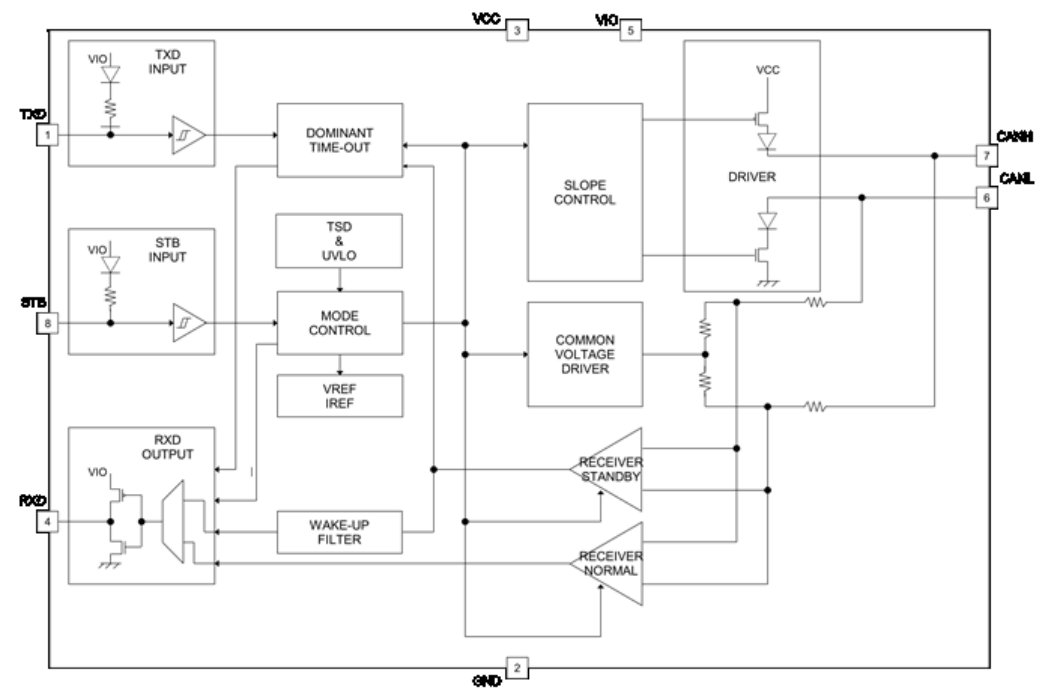 VCC
VIO
3
5
VIO
TXD
INPUT
VCC
TXD
1
DOMINANT
TIME-OUT
CANH
7
SLOPE
CONTROL
DRIVER
CANL
6
TSD
&
UVLO
VIO
STB
INPUT
STB
8
MODE
CONTROL
COMMON
VOLTAGE
DRIVER
VREF
IREF
RXD
OUTPUT
VIO
RECEIVER
STANDBY
RXD
4
WAKE-UP
FILTER
RECEIVER
NORMAL
2
GND